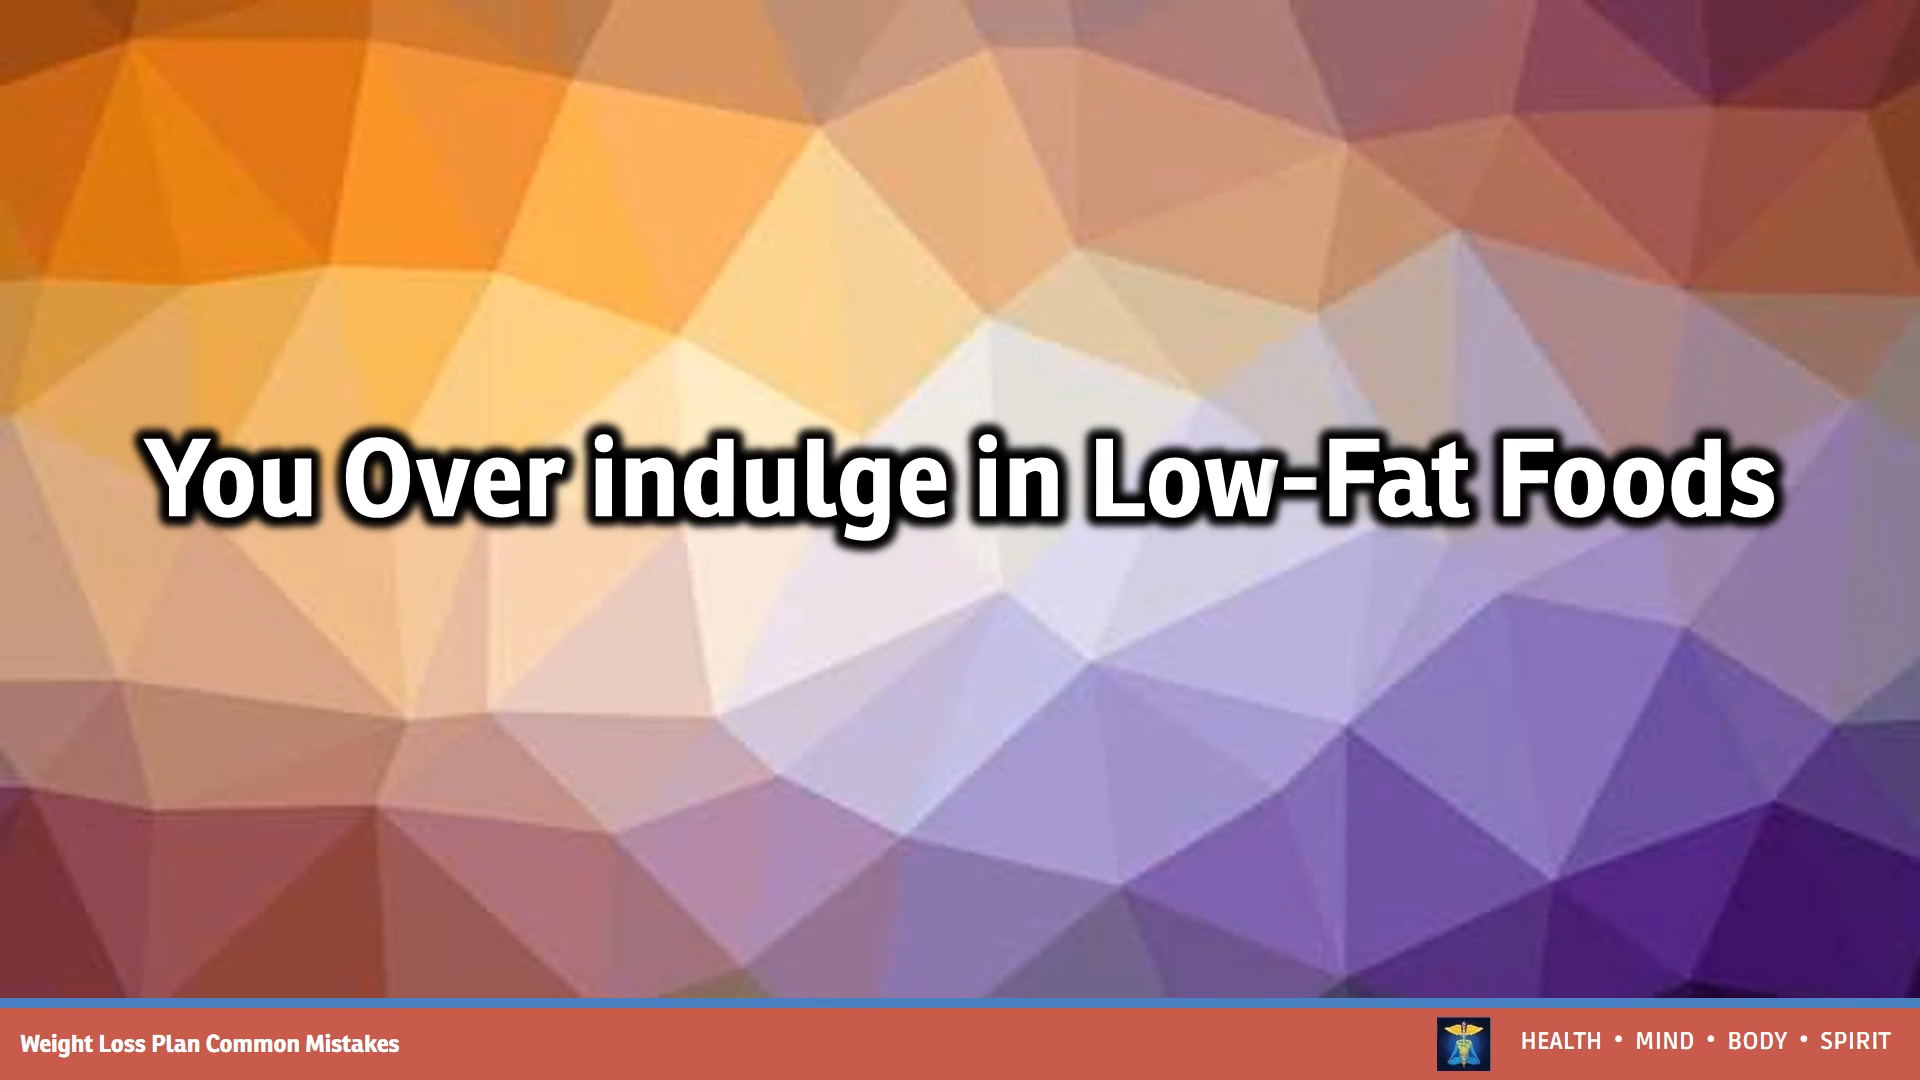 You Over indulge in Low-Fat Foods
Weight Loss Plan Common Mistakes
HEALTH • MIND • BODY • SPIRIT